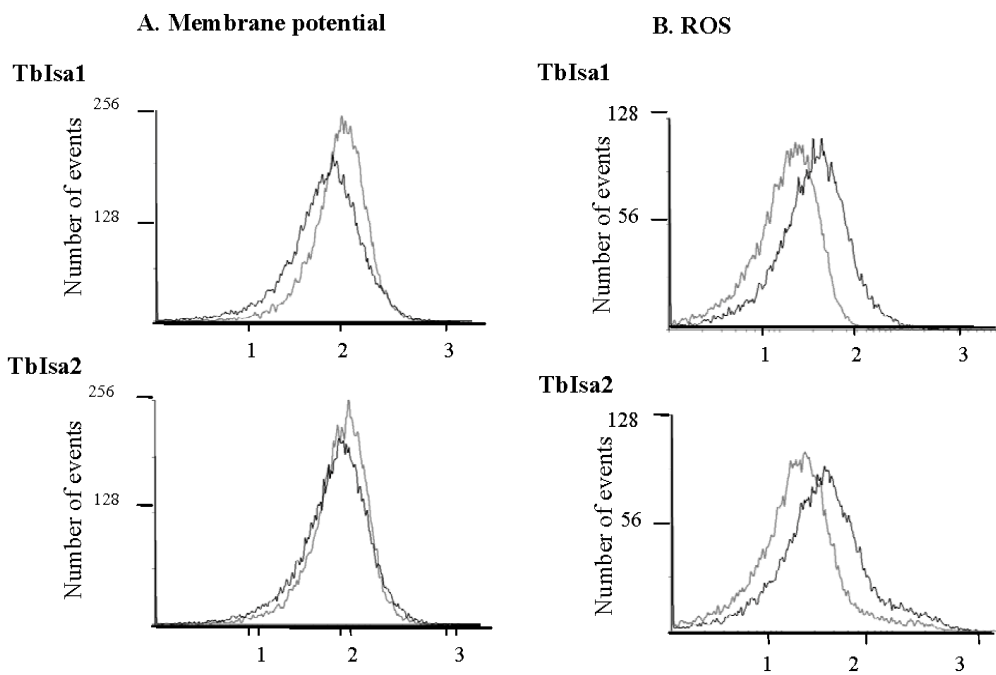 A. Membrane potential
B. ROS
TbIsa1
256
128
Number of events
1 2 3
TbIsa1
128
56
Number of events
1 2 3
TbIsa2
256
128
Number of events
1 2 3
TbIsa2
128
56
Number of events
1 2 3